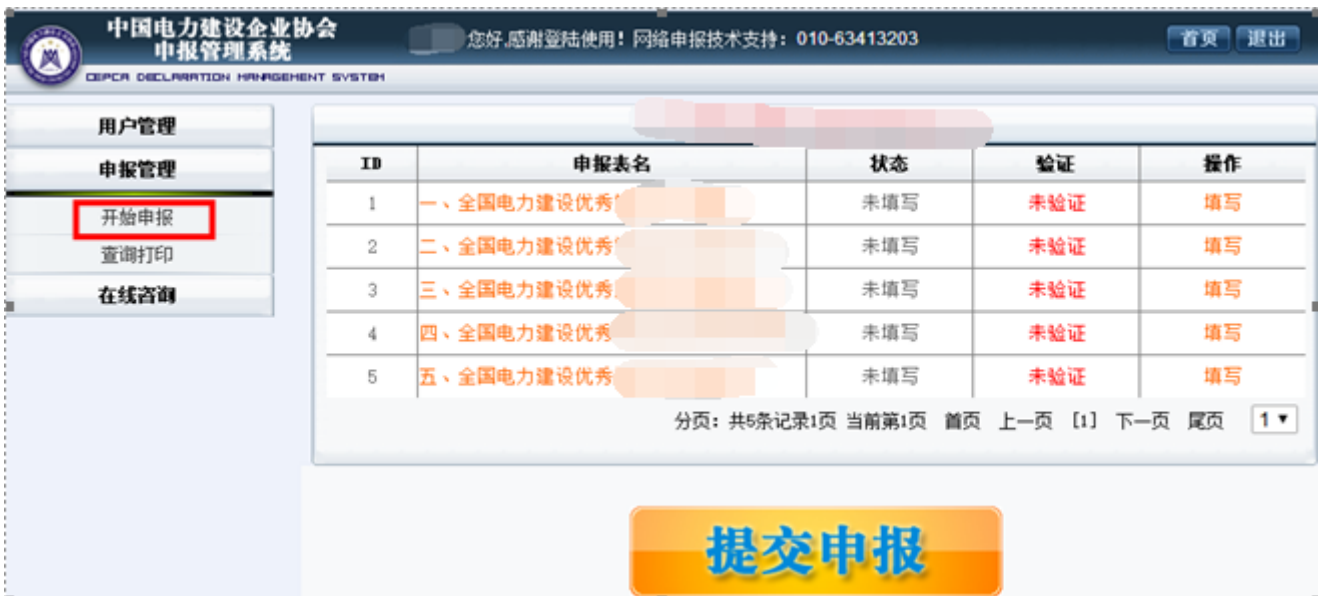 中国电力建设企业协会
申报管理系统
CEPCA DECLARATION MANAGEMENT SYSTEM
您好,感谢登陆使用！网络申报技术支持：010-63413203
首页 退出
用户管理
申报管理
开始申报
查询打印
在线咨询
ID 申报表名 状态 验证 操作
1 一、全国电力建设优秀 未填写 未验证 填写
2 二、全国电力建设优秀 未填写 未验证 填写
3 三、全国电力建设优秀 未填写 未验证 填写
4 四、全国电力建设优秀 未填写 未验证 填写
5 五、全国电力建设优秀 未填写 未验证 填写
分页：共5条记录1页 当前第1页 首页 上一页 [1] 下一页 尾页 1
提交申报